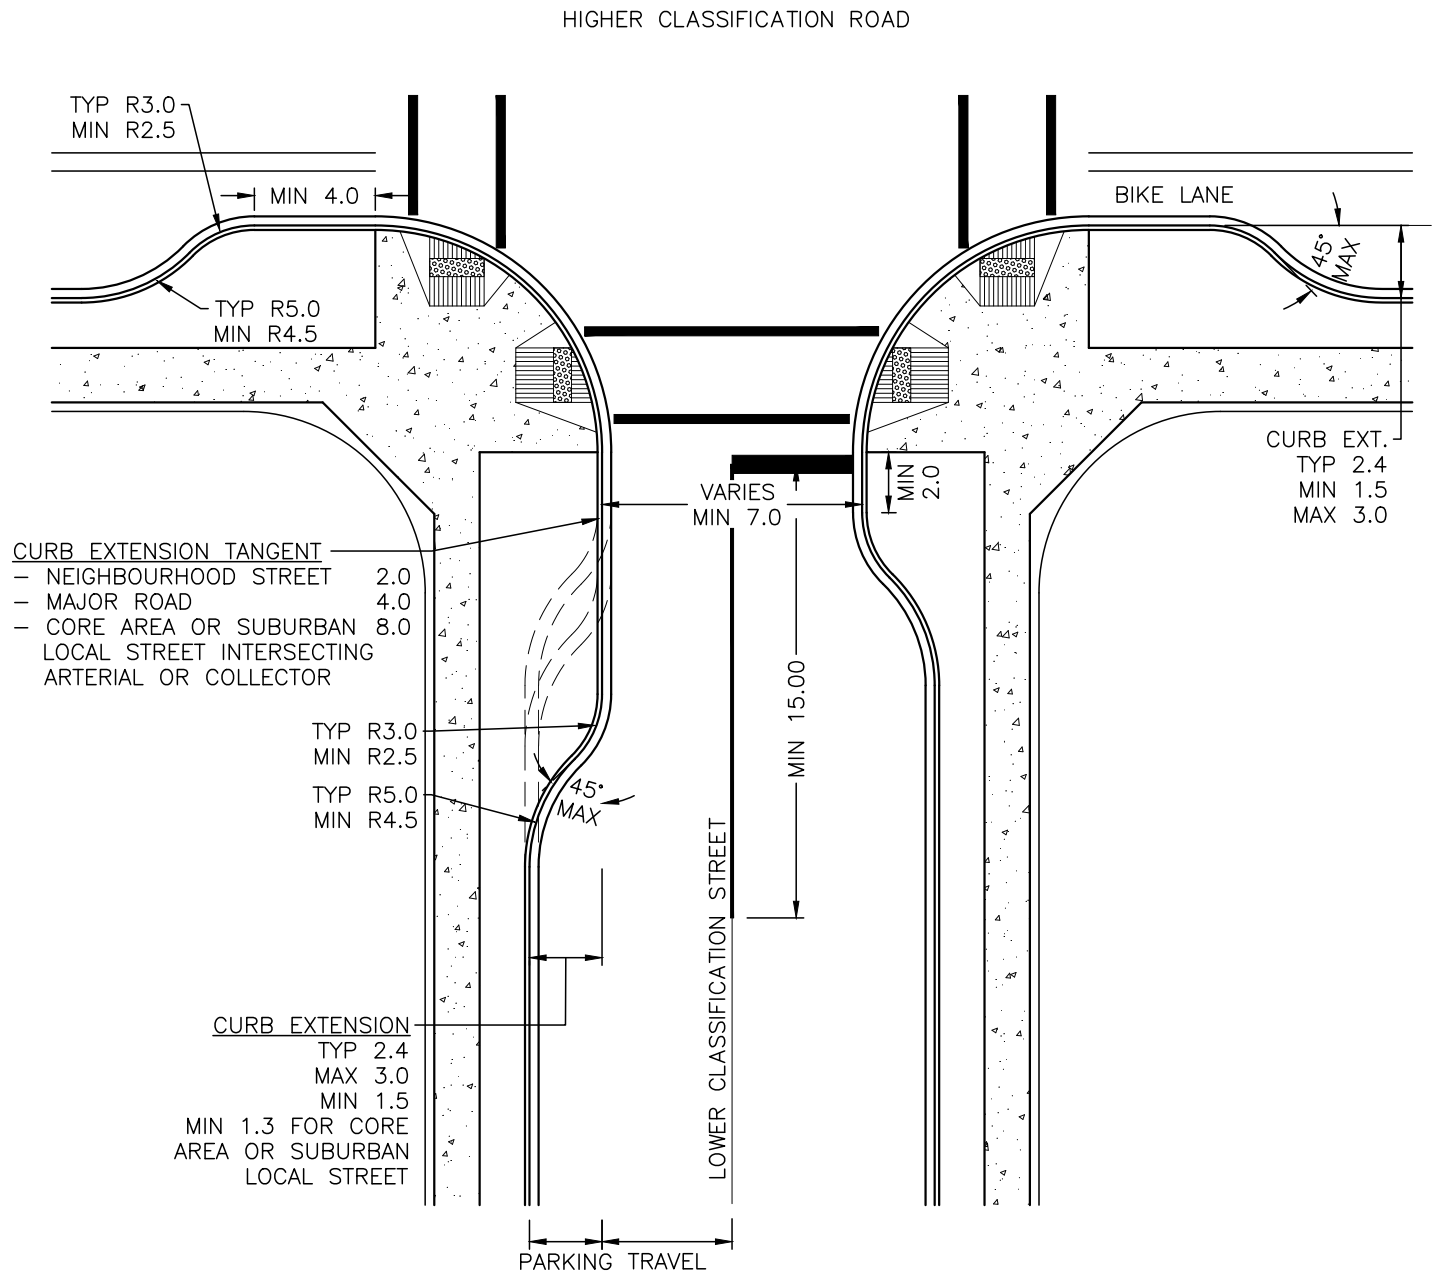 HIGHER CLASSIFICATION ROAD
TYP R3.0
MIN R2.5
MIN 4.0
BIKE LANE
45°
MAX
TYP R5.0
MIN R4.5
CURB EXT.
TYP 2.4
MIN 1.5
MAX 3.0
MIN
2.0
VARIES
MIN 7.0
CURB EXTENSION TANGENT
– NEIGHBOURHOOD STREET 2.0
– MAJOR ROAD 4.0
– CORE AREA OR SUBURBAN 8.0
LOCAL STREET INTERSECTING
ARTERIAL OR COLLECTOR
MIN 15.00
TYP R3.0
MIN R2.5
TYP R5.0
MIN R4.5
45°
MAX
LOWER CLASSIFICATION STREET
CURB EXTENSION
TYP 2.4
MAX 3.0
MIN 1.5
MIN 1.3 FOR CORE
AREA OR SUBURBAN
LOCAL STREET
PARKING TRAVEL